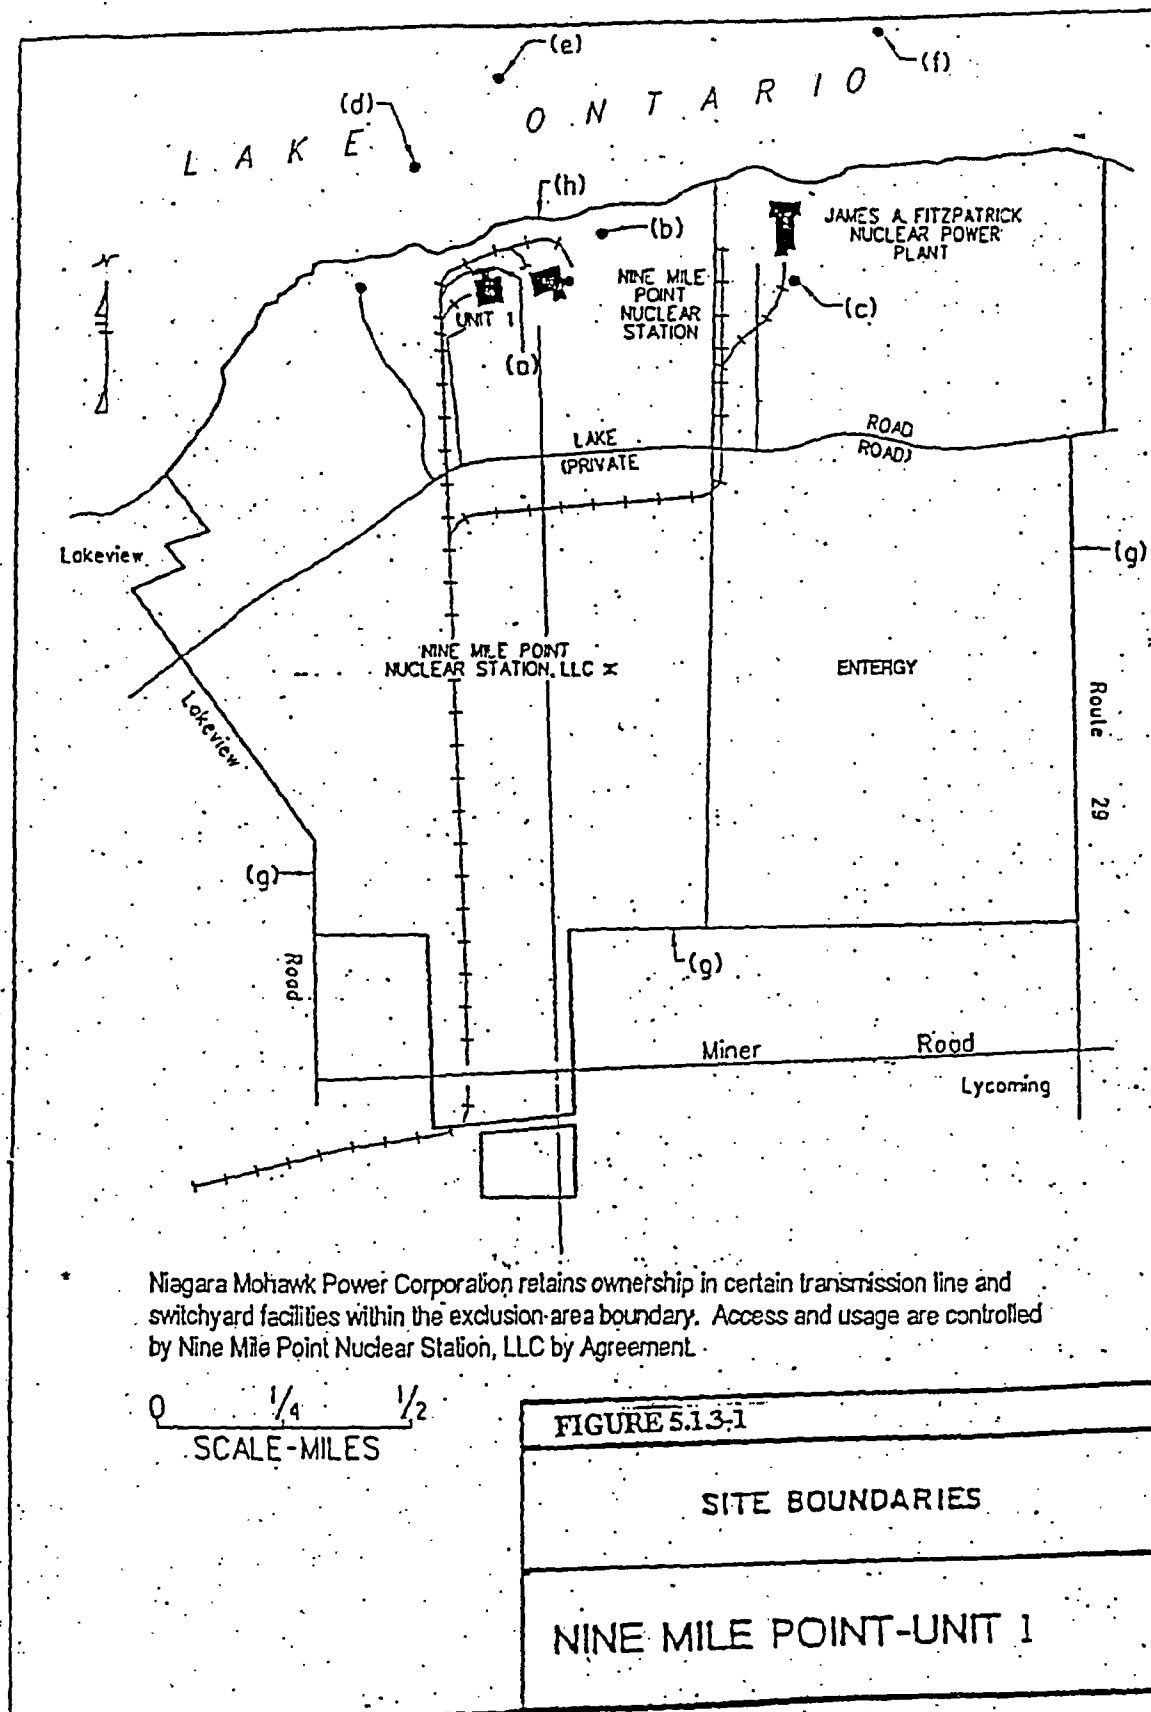 (e)
(f)
(d)
LAKE ONTARIO
(h)
(b)
JAMES A. FITZPATRICK
NUCLEAR POWER
PLANT
N
NINE MILE
POINT
NUCLEAR
STATION
(c)
UNIT 1
(a)
LAKE ROAD
(PRIVATE ROAD)
Lakeview
(g)
NINE MILE POINT
NUCLEAR STATION, LLC *
ENTERGY
Lakeview
Route 29
(g)
Road
(g)
Miner Road
Lycoming
* Niagara Mohawk Power Corporation retains ownership in certain transmission line and
switchyard facilities within the exclusion area boundary. Access and usage are controlled
by Nine Mile Point Nuclear Station, LLC by Agreement.
0 1/4 1/2
SCALE-MILES
FIGURE 5.1.3-1
SITE BOUNDARIES
NINE MILE POINT-UNIT 1